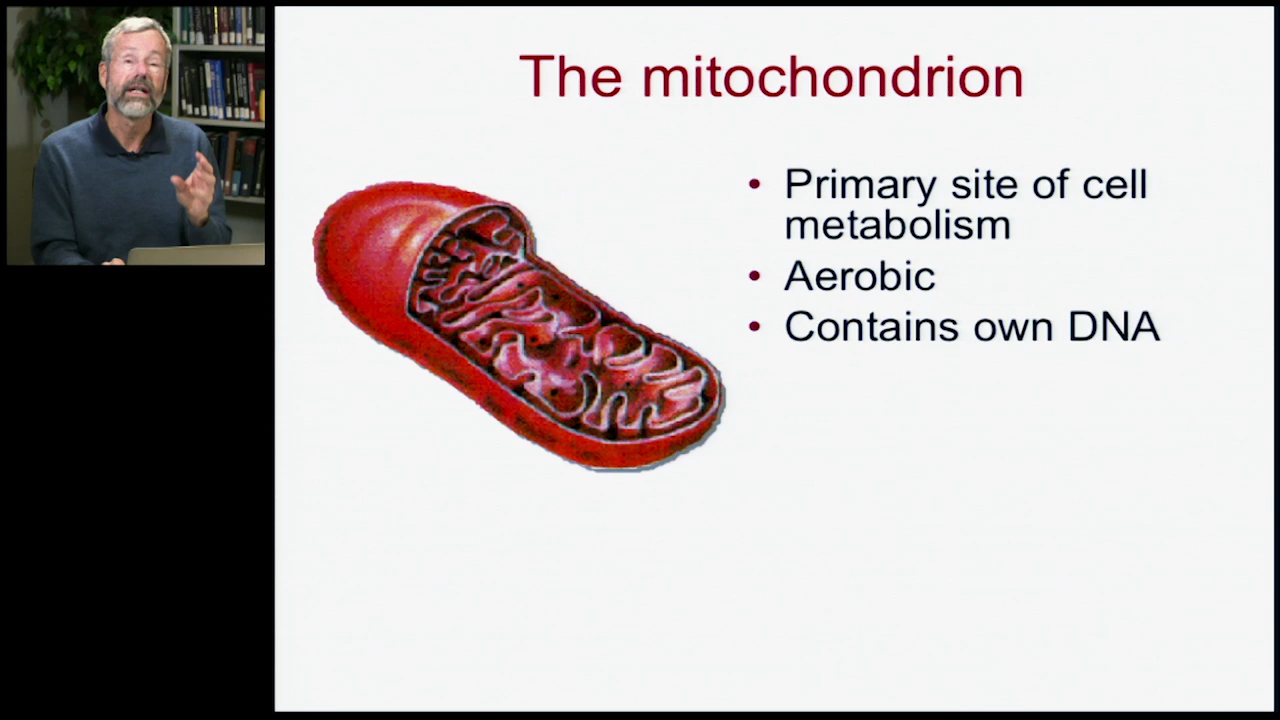 The mitochondrion
• Primary site of cell
metabolism
• Aerobic
• Contains own DNA